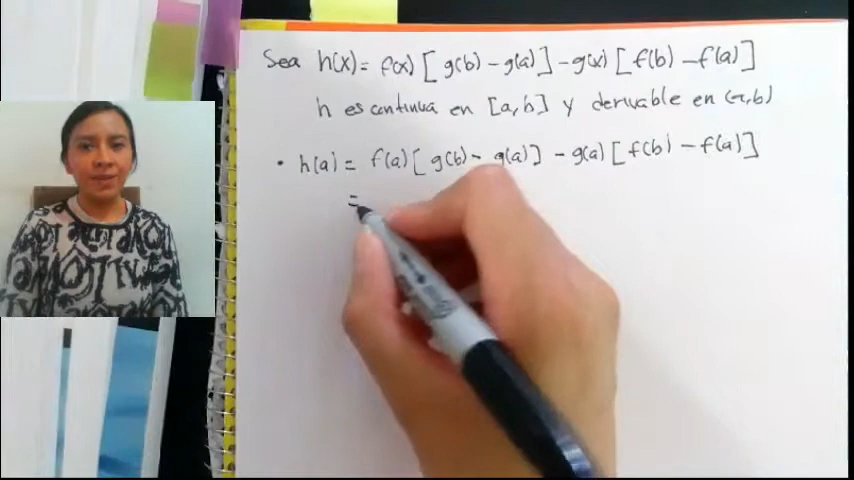 Sea h(x)= f(x) [ g(b) - g(a) ] - g(x) [ f(b) - f(a) ]
h es continua en [a,b] y derivable en (a,b)
• h(a) = f(a) [ g(b) - g(a) ] - g(a) [ f(b) - f(a) ]
=